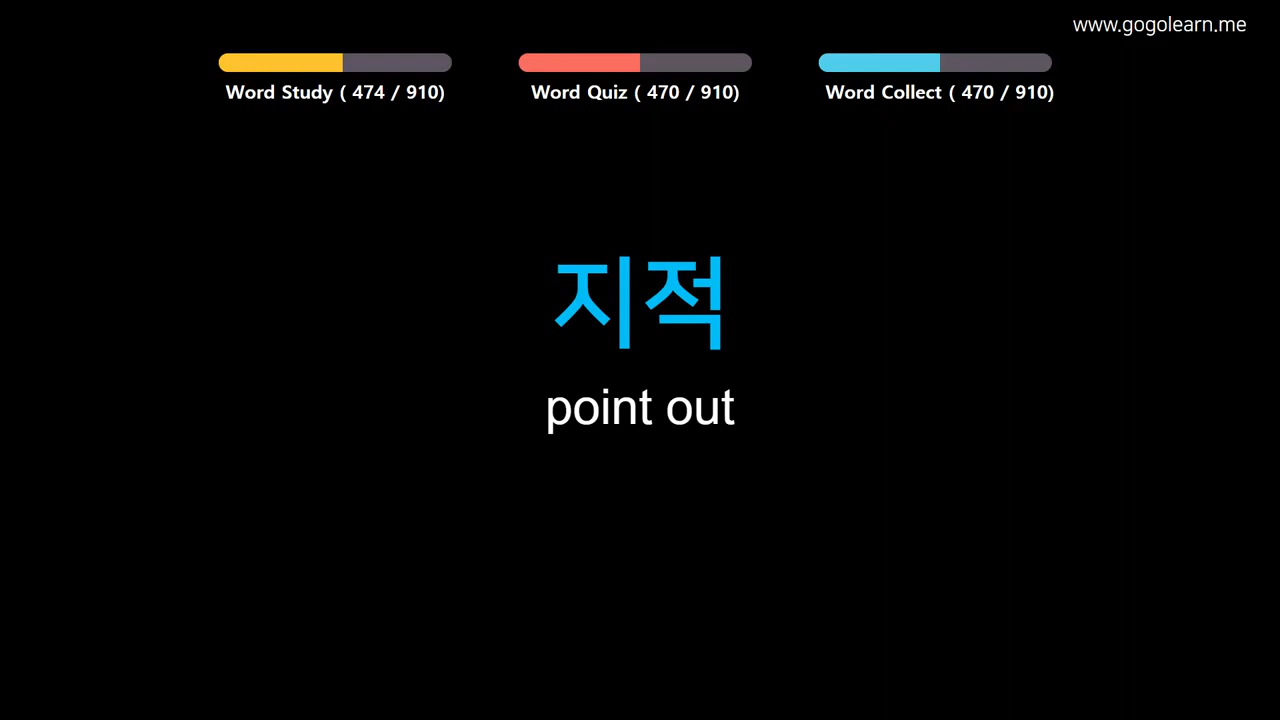 www.gogolearn.me
Word Study ( 474 / 910)
Word Quiz ( 470 / 910)
Word Collect ( 470 / 910)
지적
point out